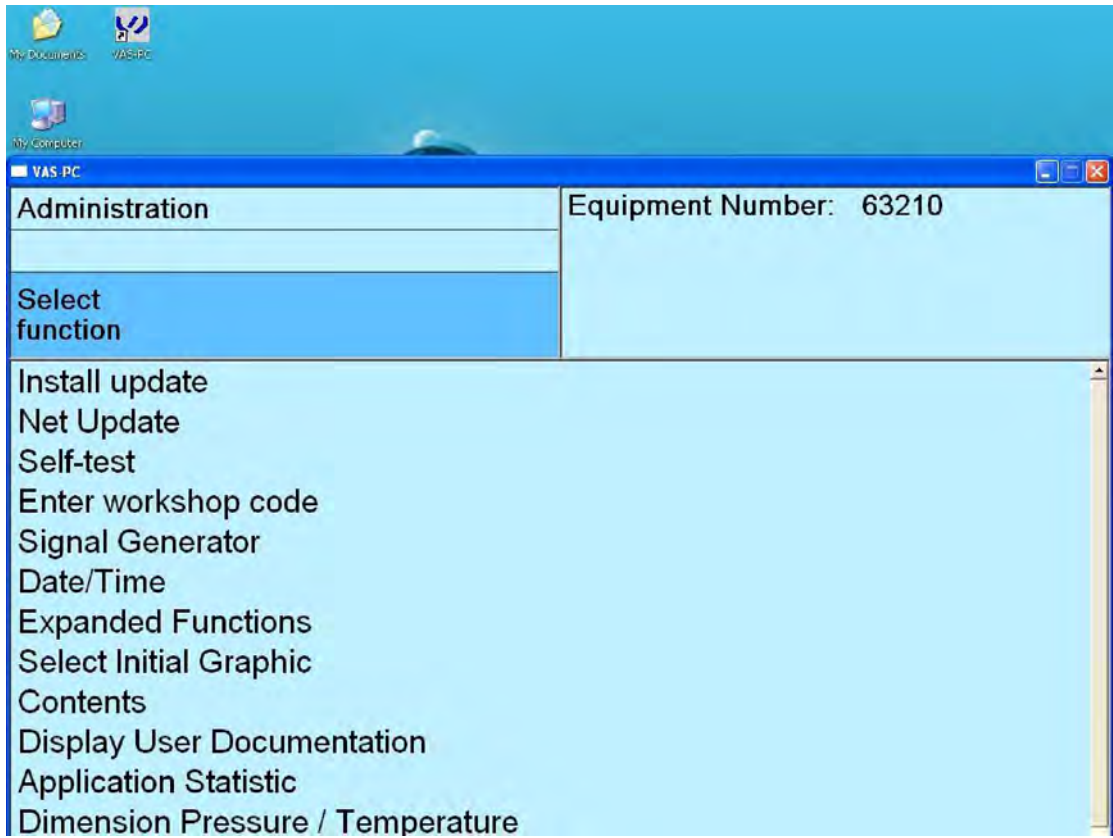 My Documents
VAS-PC
My Computer
VAS-PC
Administration
Equipment Number: 63210
Select
function
Install update
Net Update
Self-test
Enter workshop code
Signal Generator
Date/Time
Expanded Functions
Select Initial Graphic
Contents
Display User Documentation
Application Statistic
Dimension Pressure / Temperature